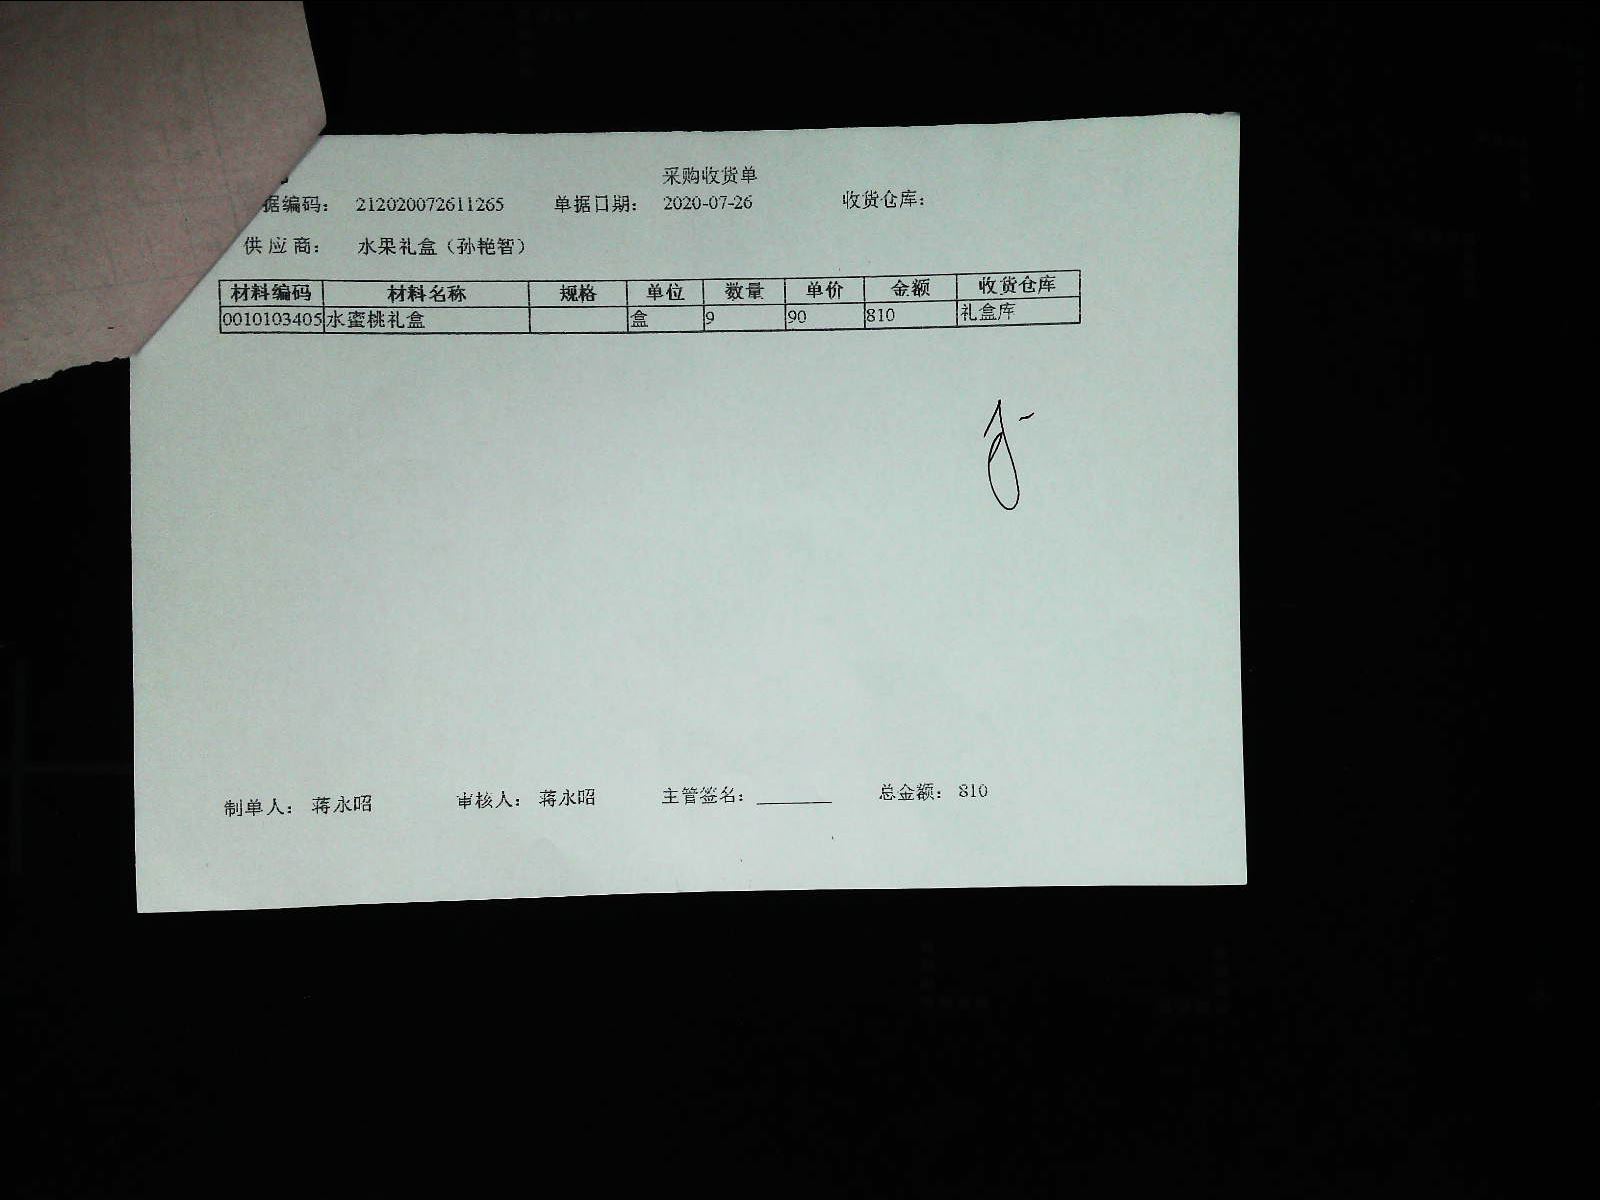 采购收货单
据编码： 212020072611265 单据日期： 2020-07-26 收货仓库：
供应商： 水果礼盒（孙艳智）
材料编码 材料名称 规格 单位 数量 单价 金额 收货仓库
0010103405 水蜜桃礼盒 盒 9 90 810 礼盒库
制单人： 蒋永昭 审核人： 蒋永昭 主管签名： 总金额： 810